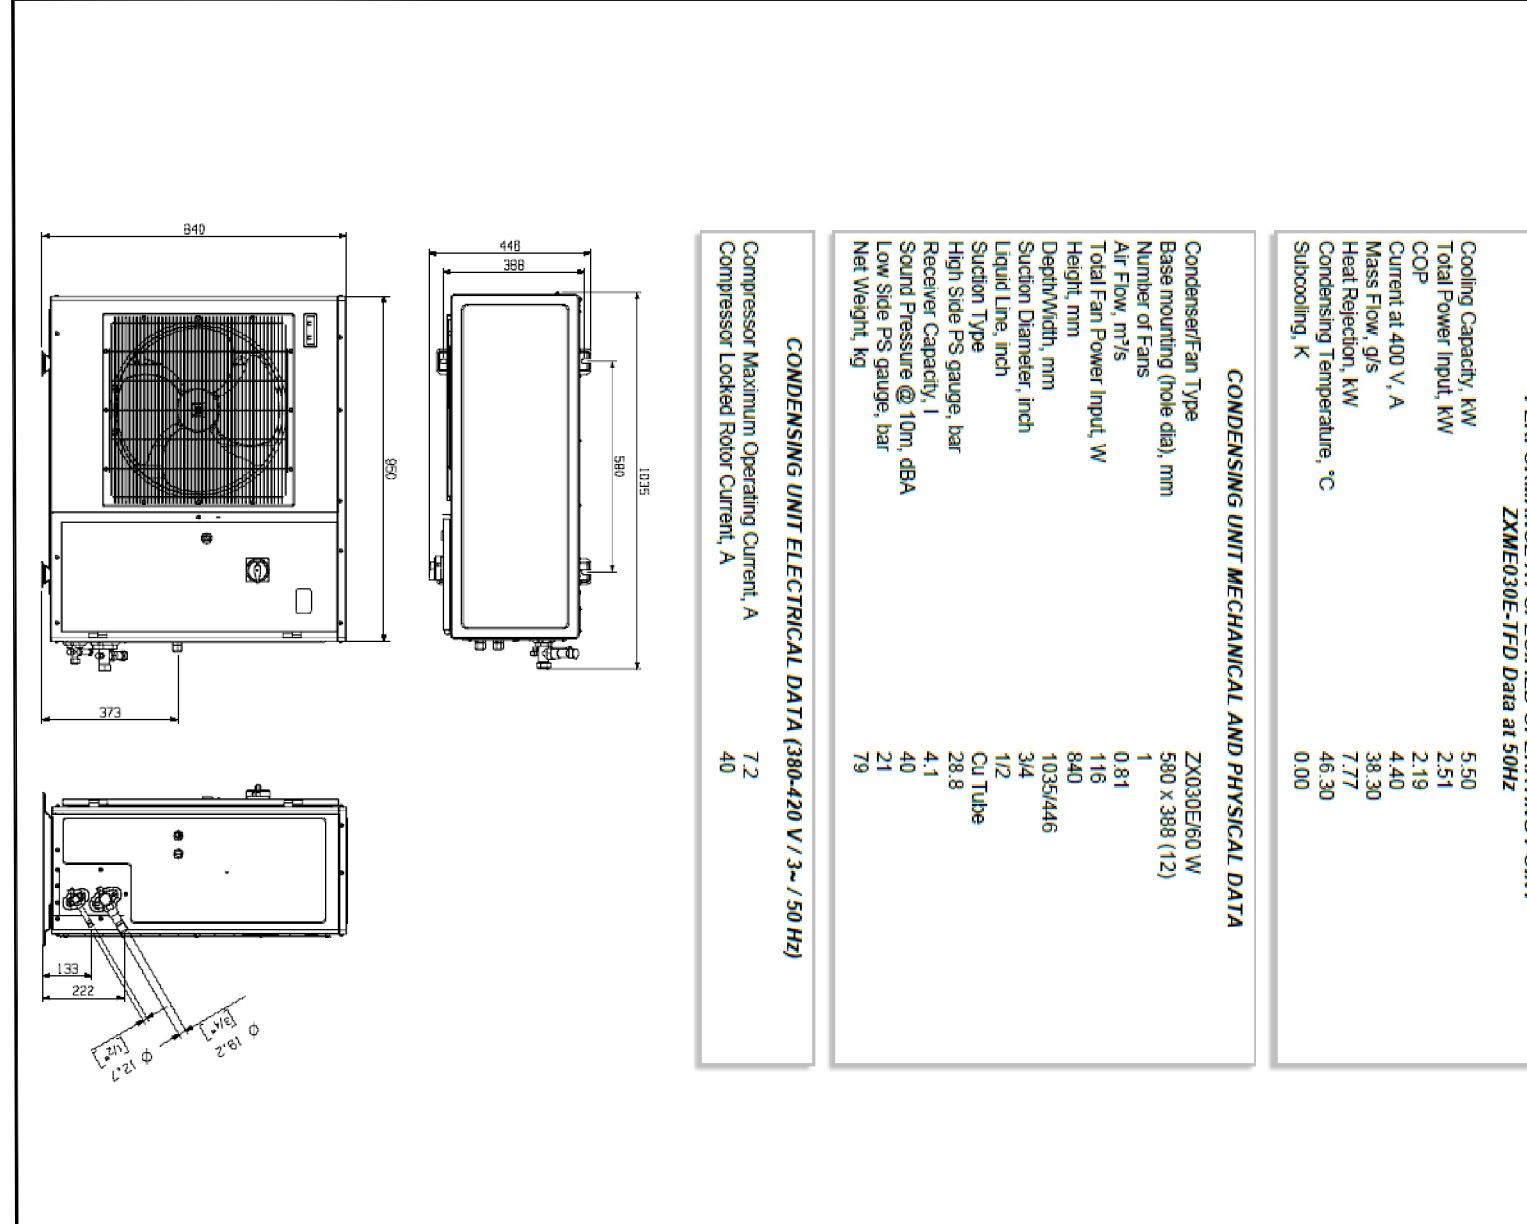 ZXME030E-TFD Data at 50Hz
Cooling Capacity, kW 5.50
Total Power Input, kW 2.51
COP 2.19
Current at 400 V, A 4.40
Mass Flow, g/s 38.30
Heat Rejection, kW 7.77
Condensing Temperature, °C 46.30
Subcooling, K 0.00
CONDENSING UNIT MECHANICAL AND PHYSICAL DATA
Condenser/Fan Type ZX030E/60 W
Base mounting (hole dia), mm 580 x 388 (12)
Number of Fans 1
Air Flow, m³/s 0.81
Total Fan Power Input, W 116
Height, mm 840
Depth/Width, mm 1035/446
Suction Diameter, inch 3/4
Liquid Line, inch 1/2
Suction Type Cu Tube
High Side PS gauge, bar 28.8
Receiver Capacity, l 4.1
Sound Pressure @ 10m, dBA 40
Low Side PS gauge, bar 21
Net Weight, kg 79
CONDENSING UNIT ELECTRICAL DATA (380-420 V / 3~ / 50 Hz)
Compressor Maximum Operating Current, A 7.2
Compressor Locked Rotor Current, A 40
1035
580
446
388
840
950
373
133
222
Ø 19.2
[3/4"]
Ø 12.7
[1/2"]